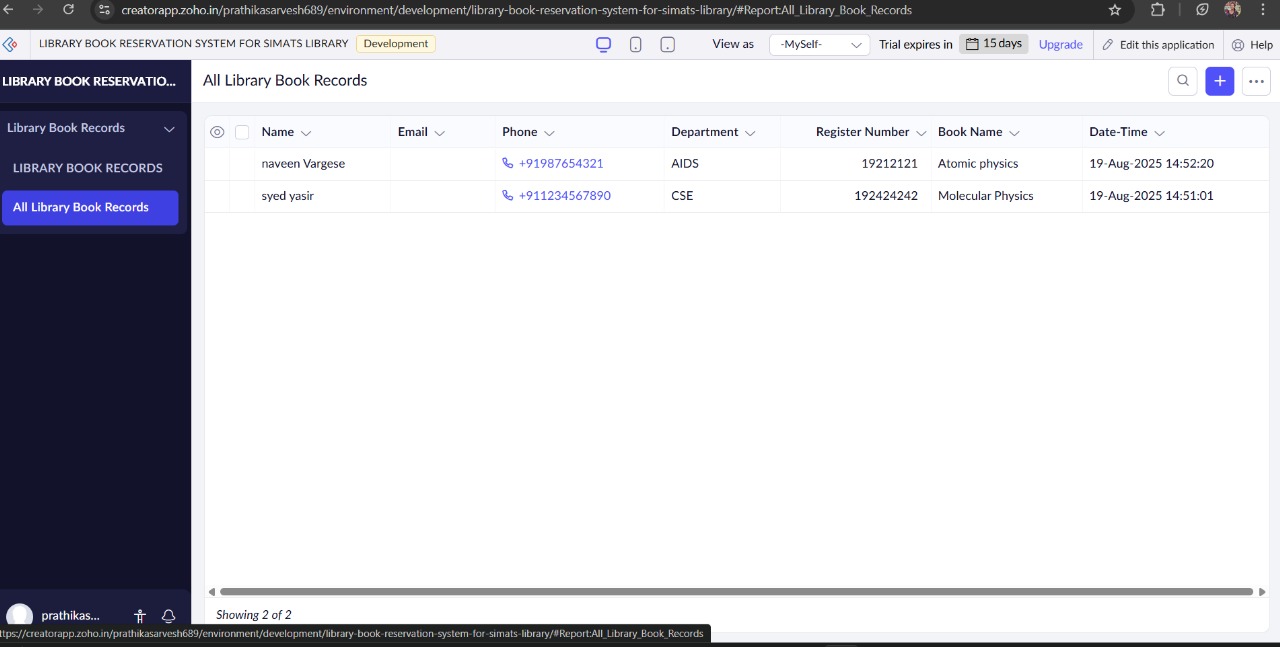 creatorapp.zoho.in/prathikasarvesh689/environment/development/library-book-reservation-system-for-simats-library/#Report:All_Library_Book_Records
LIBRARY BOOK RESERVATION SYSTEM FOR SIMATS LIBRARY Development View as -MySelf- Trial expires in 15 days Upgrade Edit this application Help
LIBRARY BOOK RESERVATIO...
All Library Book Records
Library Book Records
LIBRARY BOOK RECORDS
All Library Book Records
Name Email Phone Department Register Number Book Name Date-Time
naveen Vargese +91987654321 AIDS 19212121 Atomic physics 19-Aug-2025 14:52:20
syed yasir +911234567890 CSE 192424242 Molecular Physics 19-Aug-2025 14:51:01
Showing 2 of 2
prathikas...
ttps://creatorapp.zoho.in/prathikasarvesh689/environment/development/library-book-reservation-system-for-simats-library/#Report:All_Library_Book_Records